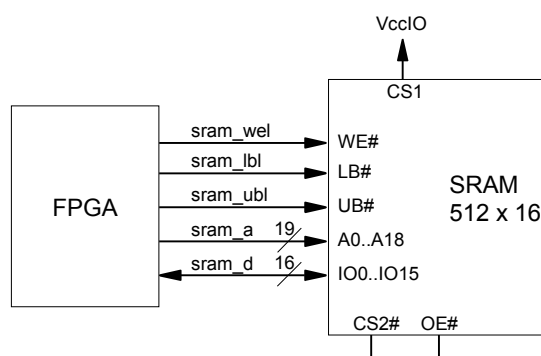 VccIO
CS1
sram_wel
WE#
sram_lbl
LB#
FPGA
sram_ubl
UB#
SRAM
512 x 16
sram_a
19
A0..A18
sram_d
16
IO0..IO15
CS2#
OE#